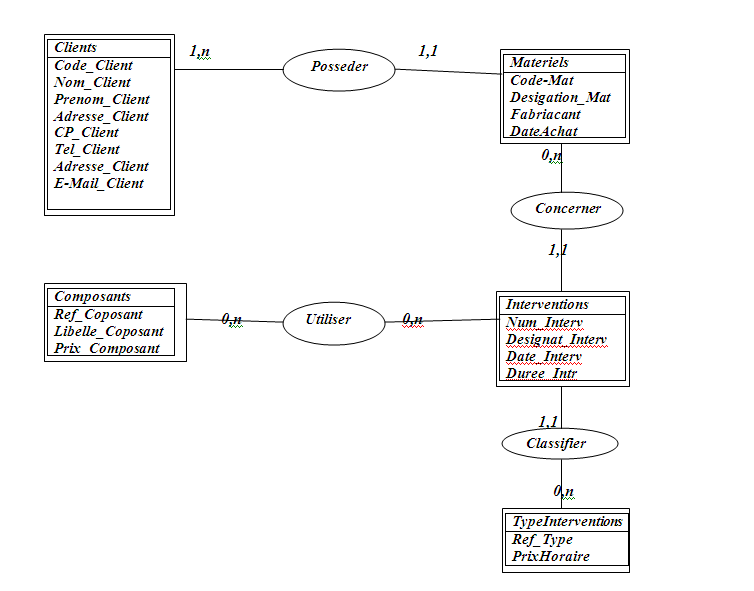 Clients
Code_Client
Nom_Client
Prenom_Client
Adresse_Client
CP_Client
Tel_Client
Adresse_Client
E-Mail_Client
1,n
Posseder
1,1
Materiels
Code-Mat
Desigation_Mat
Fabriacant
DateAchat
0,n
Concerner
1,1
Composants
Ref_Coposant
Libelle_Coposant
Prix_Composant
0,n
Utiliser
0,n
Interventions
Num_Interv
Designat_Interv
Date_Interv
Duree_Intr
1,1
Classifier
0,n
TypeInterventions
Ref_Type
PrixHoraire